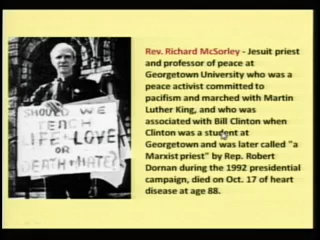 SHOULD WE
TEACH
LIFE + LOVE
OR
DEATH + HATE?
Rev. Richard McSorley - Jesuit priest
and professor of peace at
Georgetown University who was a
peace activist committed to
pacifism and marched with Martin
Luther King, and who was
associated with Bill Clinton when
Clinton was a student at
Georgetown and was later called "a
Marxist priest" by Rep. Robert
Dornan during the 1992 presidential
campaign, died on Oct. 17 of heart
disease at age 88.